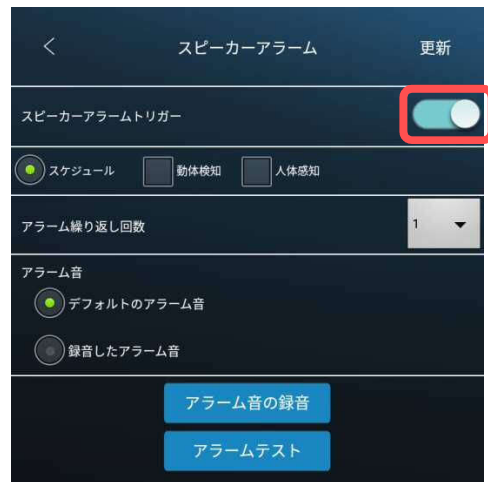 スピーカーアラーム 更新
スピーカーアラームトリガー
スケジュール 動体検知 人体感知
アラーム繰り返し回数 1
アラーム音
デフォルトのアラーム音
録音したアラーム音
アラーム音の録音
アラームテスト